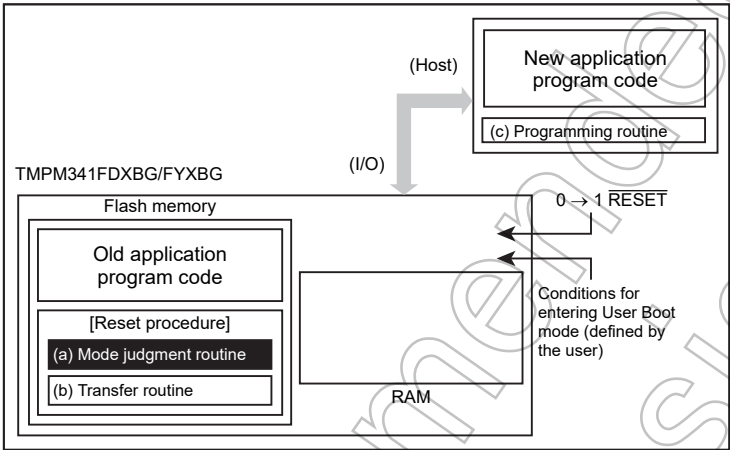 (Host)
New application
program code
(c) Programming routine
(I/O)
TMPM341FDXBG/FYXBG
0 → 1 RESET
Flash memory
Old application
program code
[Reset procedure]
(a) Mode judgment routine
(b) Transfer routine
RAM
Conditions for
entering User Boot
mode (defined by
the user)